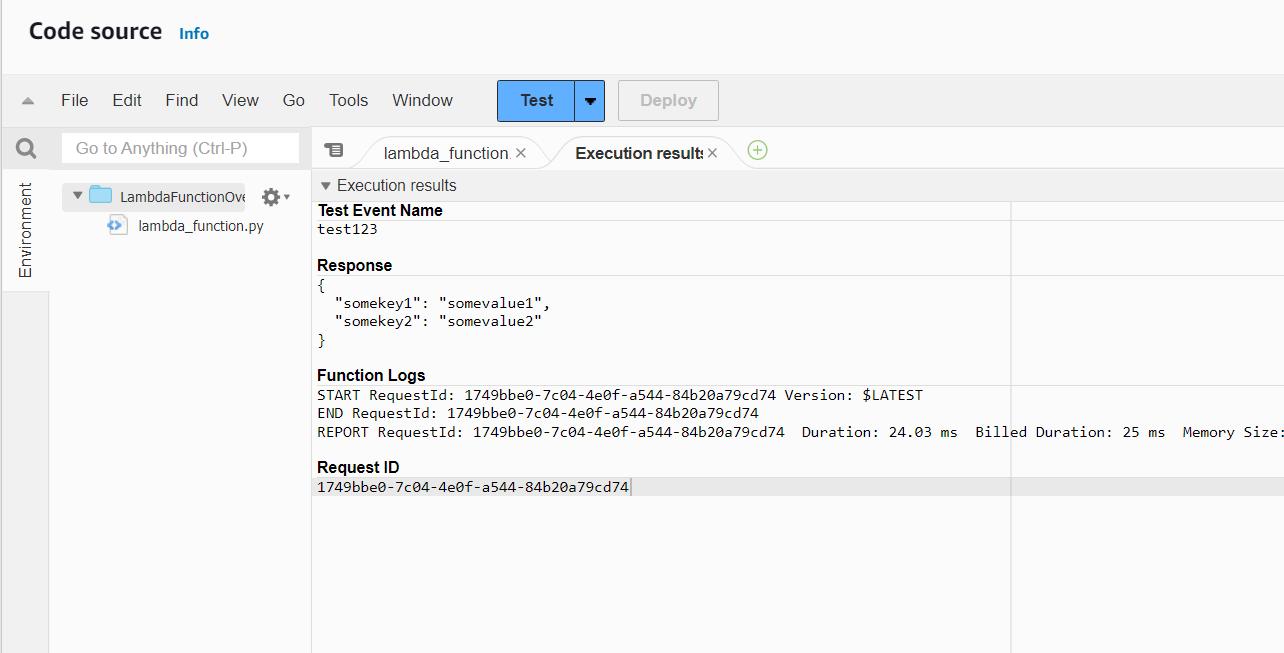 Code source Info
File Edit Find View Go Tools Window Test Deploy
Go to Anything (Ctrl-P)
lambda_function.
Execution results
Environment
LambdaFunctionOve
lambda_function.py
Execution results
Test Event Name
test123
Response
{
"somekey1": "somevalue1",
"somekey2": "somevalue2"
}
Function Logs
START RequestId: 1749bbe0-7c04-4e0f-a544-84b20a79cd74 Version: $LATEST
END RequestId: 1749bbe0-7c04-4e0f-a544-84b20a79cd74
REPORT RequestId: 1749bbe0-7c04-4e0f-a544-84b20a79cd74 Duration: 24.03 ms Billed Duration: 25 ms Memory Size:
Request ID
1749bbe0-7c04-4e0f-a544-84b20a79cd74